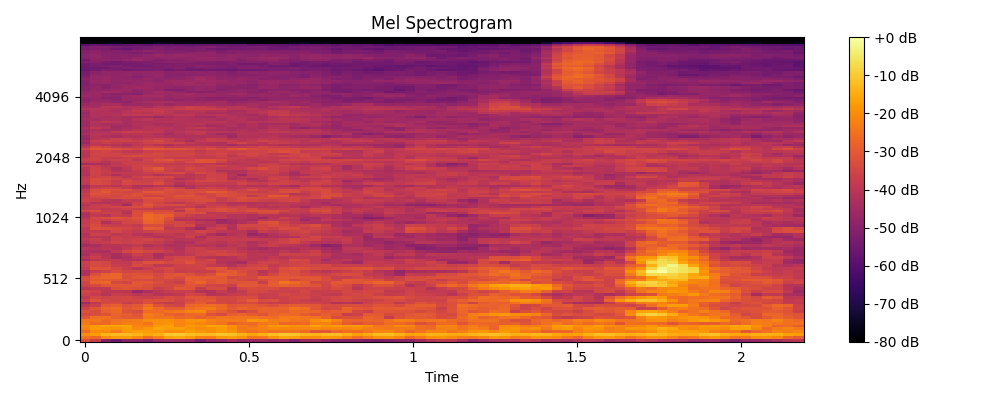 Mel Spectrogram
+0 dB
-10 dB
4096
-20 dB
-30 dB
2048
Hz
-40 dB
1024
-50 dB
-60 dB
512
-70 dB
0
-80 dB
0 0.5 1 1.5 2
Time